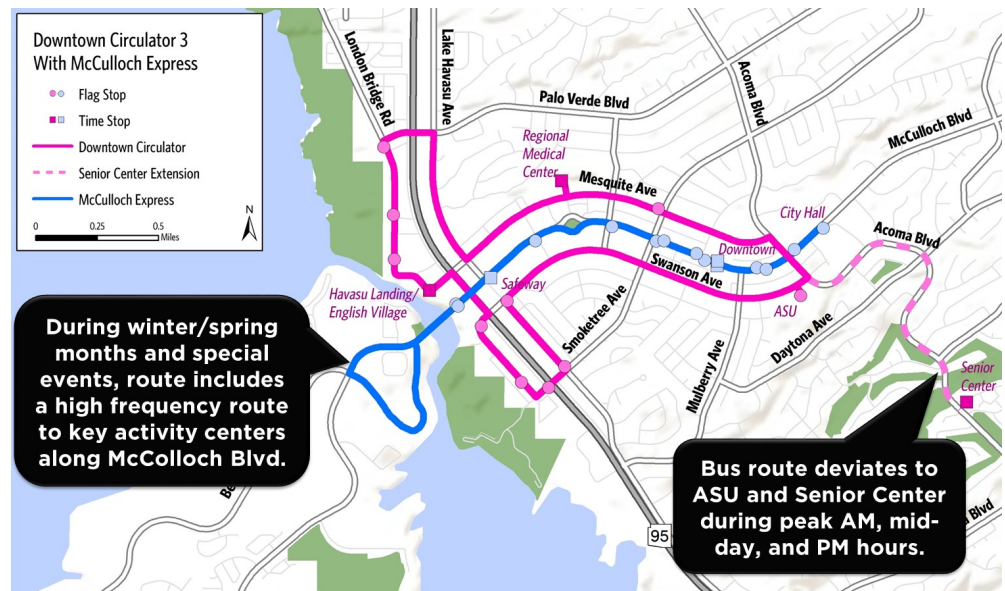 Downtown Circulator 3
With McCulloch Express
Flag Stop
Time Stop
Downtown Circulator
Senior Center Extension
McCulloch Express
0 0.25 0.5
Miles
N
London Bridge Rd
Lake Havasu Ave
Palo Verde Blvd
Acoma Blvd
McCulloch Blvd
Regional
Medical
Center
Mesquite Ave
City Hall
Acoma Blvd
Downtown
Swanson Ave
Safeway
Havasu Landing/
English Village
Smoketree Ave
ASU
Daytona Ave
Mulberry Ave
Senior
Center
During winter/spring
months and special
events, route includes
a high frequency route
to key activity centers
along McColloch Blvd.
Bus route deviates to
ASU and Senior Center
during peak AM, mid-
day, and PM hours.
Blvd
95